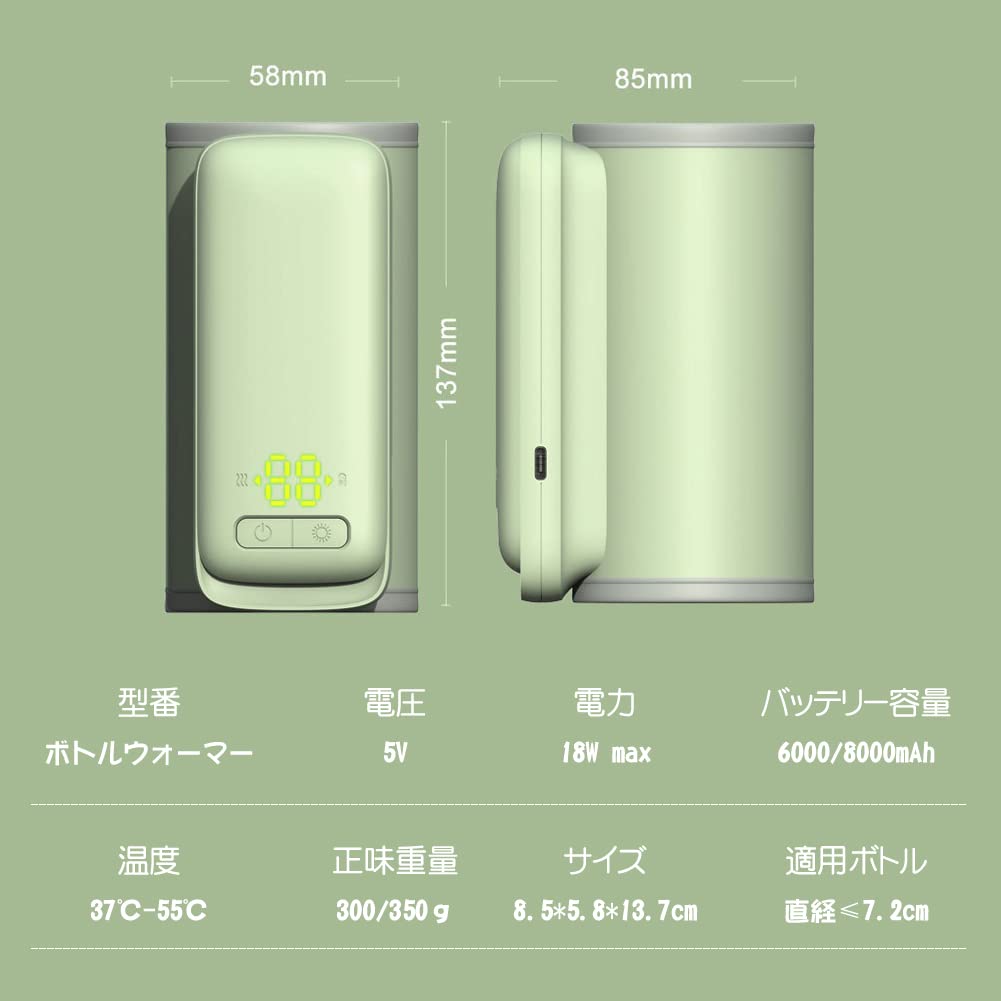 58mm
85mm
137mm
88
型番 電圧 電力 バッテリー容量
ボトルウォーマー 5V 18W max 6000/8000mAh
温度 正味重量 サイズ 適用ボトル
37℃-55℃ 300/350g 8.5*5.8*13.7cm 直経≤7.2cm